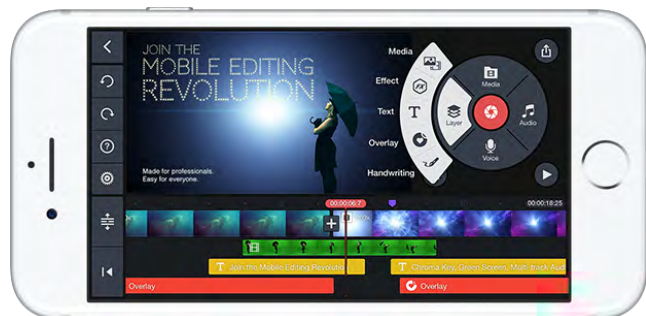 JOIN THE
MOBILE EDITING
REVOLUTION
Made for professionals.
Easy for everyone.
Media
Effect
Text
Overlay
Handwriting
Media
Layer
Audio
Voice
00:00:06:7
00:00:18:25
T Join the Mobile Editing Revolution
T Chroma Key, Green Screen, Multi-track Aud
Overlay
Overlay